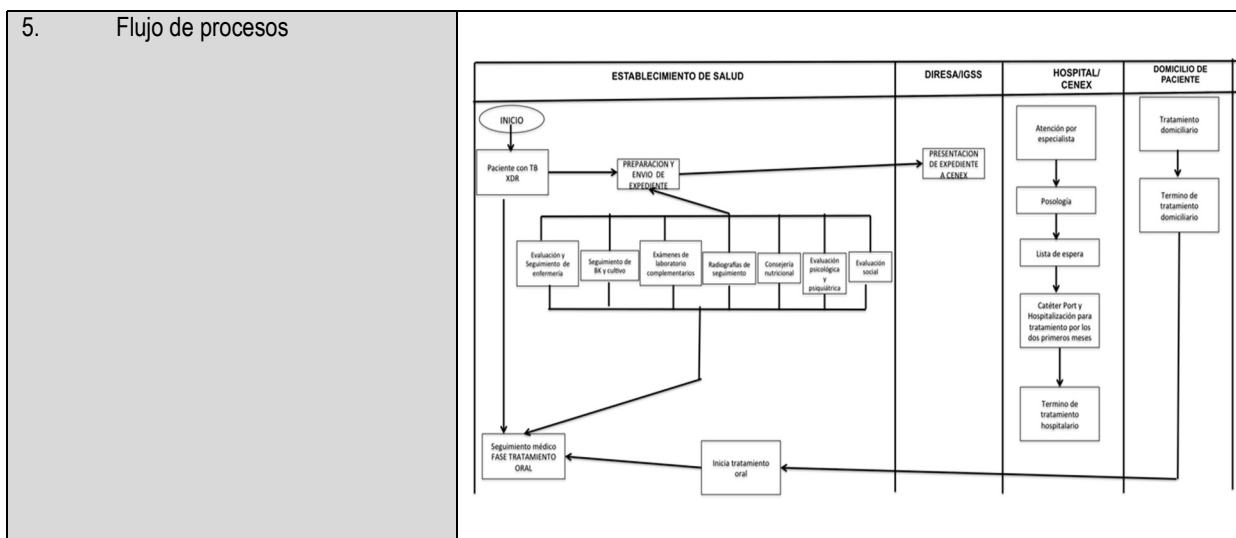 5. Flujo de procesos
ESTABLECIMIENTO DE SALUD
DIRESA/IGSS
HOSPITAL/
CENEX
DOMICILIO DE
PACIENTE
INICIO
Paciente con TB
XDR
PREPARACION Y
ENVIO DE
EXPEDIENTE
PRESENTACION
DE EXPEDIENTE
A CENEX
Atención por
especialista
Tratamiento
domiciliario
Posología
Termino de
tratamiento
domiciliario
Evaluación y
Seguimiento de
enfermería
Seguimiento de
BK y cultivo
Exámenes de
laboratorio
complementarios
Radiografías de
seguimiento
Consejería
nutricional
Evaluación
psicológica
y
psiquiátrica
Evaluación
social
Lista de espera
Catéter Port y
Hospitalización para
tratamiento por los
dos primeros meses
Termino de
tratamiento
hospitalario
Seguimiento médico
FASE TRATAMIENTO
ORAL
Inicia tratamiento
oral